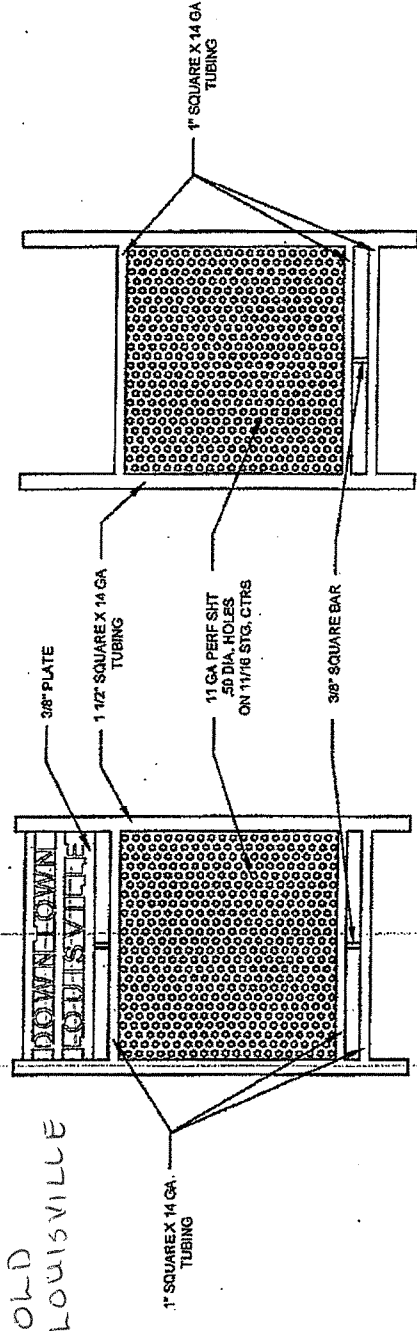 OLD
LOUISVILLE
DOWNTOWN
LOUISVILLE
3/8" PLATE
1 1/2" SQUARE X 14 GA
TUBING
1" SQUARE X 14 GA
TUBING
11 GA PERF SHT
.50 DIA. HOLES
ON 11/16 STG. CTRS
3/8" SQUARE BAR
1" SQUARE X 14 GA.
TUBING